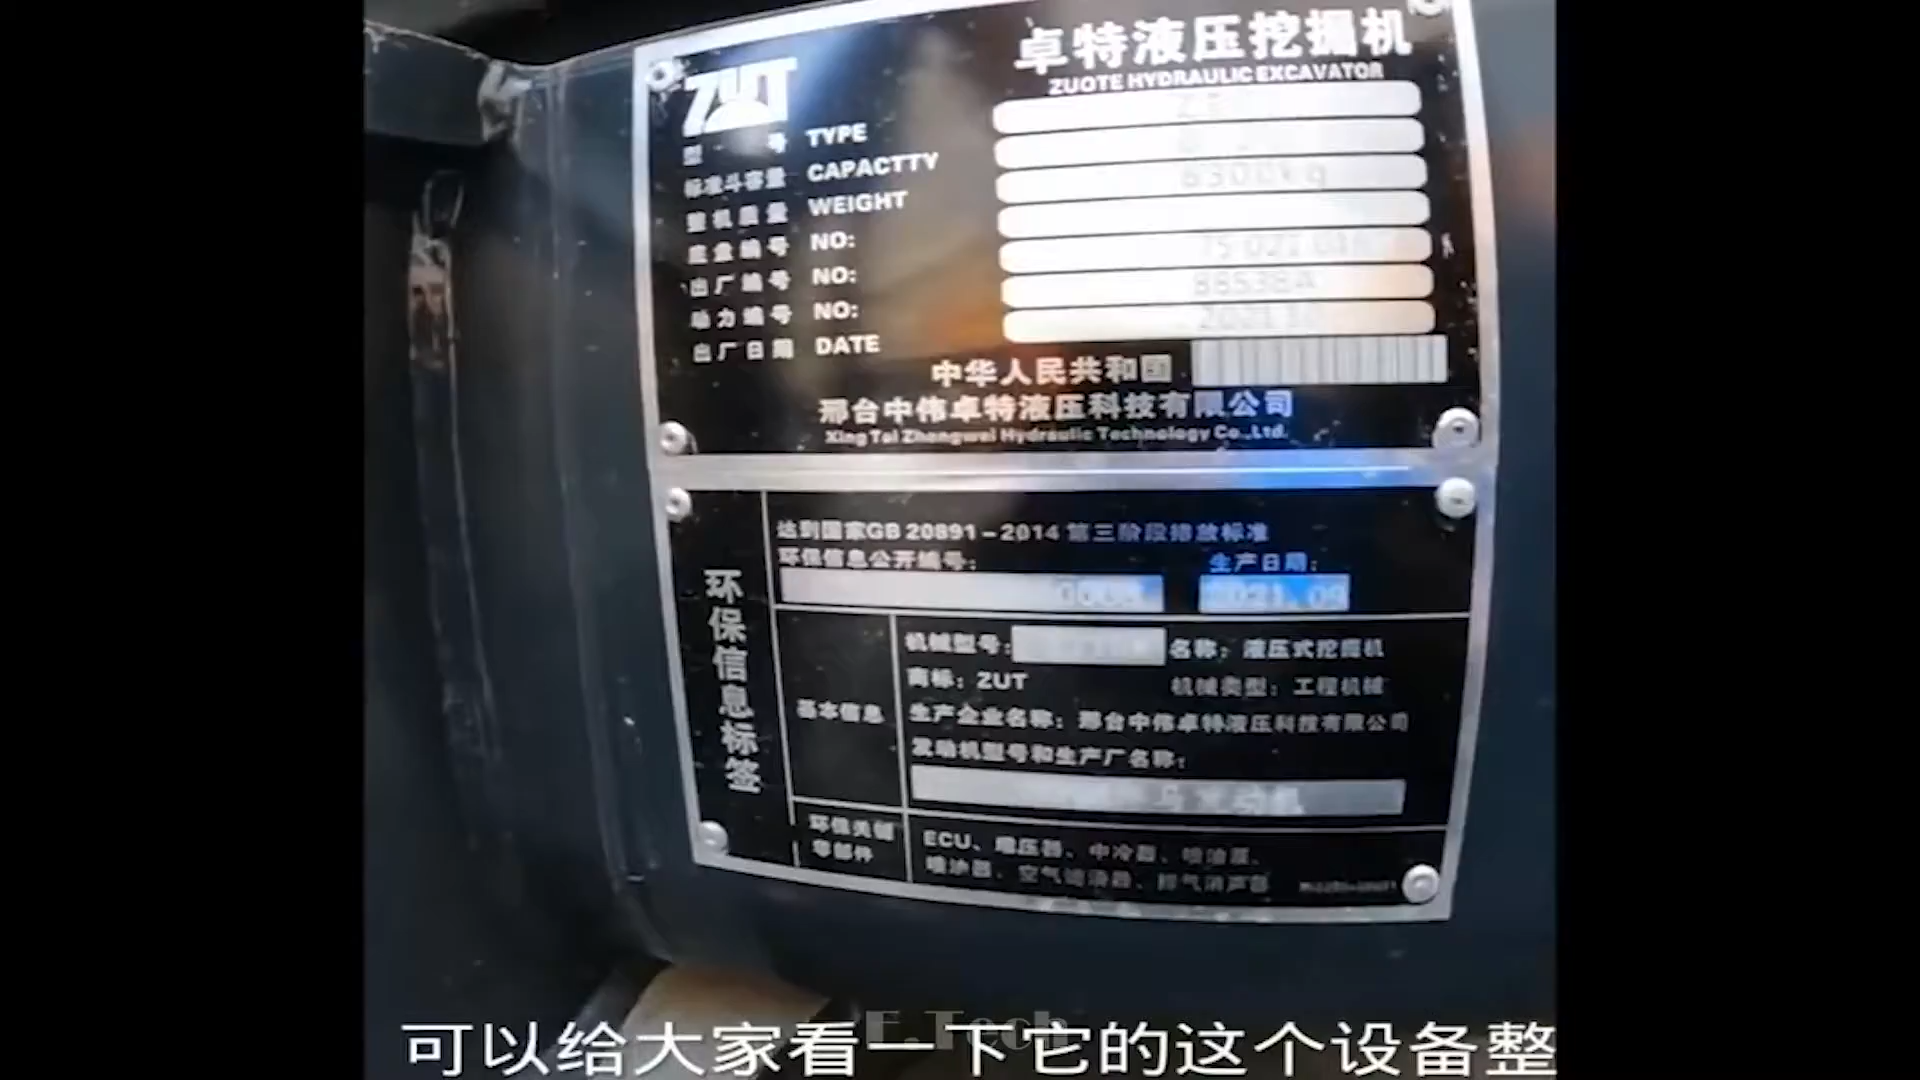 ZUT
卓特液压挖掘机
ZUOTE HYDRAULIC EXCAVATOR
型 号 TYPE
标准斗容量 CAPACTTY
整机质量 WEIGHT
6300kg
NO:
出厂编号 NO:
动力编号 NO:
88538A
出厂日期 DATE
中华人民共和国
邢台中伟卓特液压科技有限公司
Xing Tai Zhongwei Hydraulic Technology Co.,Ltd.
环保信息标签
达到国家GB 20891-2014 第三阶段排放标准
环保信息公开编号:
生产日期:
2021.09
基本信息
机械型号:
名称: 液压式挖掘机
商标: ZUT
机械类型: 工程机械
生产企业名称: 邢台中伟卓特液压科技有限公司
发动机型号和生产厂名称:
环保关键
零部件
ECU、增压器、中冷器、喷油泵、
喷油器、空气滤清器、排气消声器
E.Tech
可以给大家看一下它的这个设备整